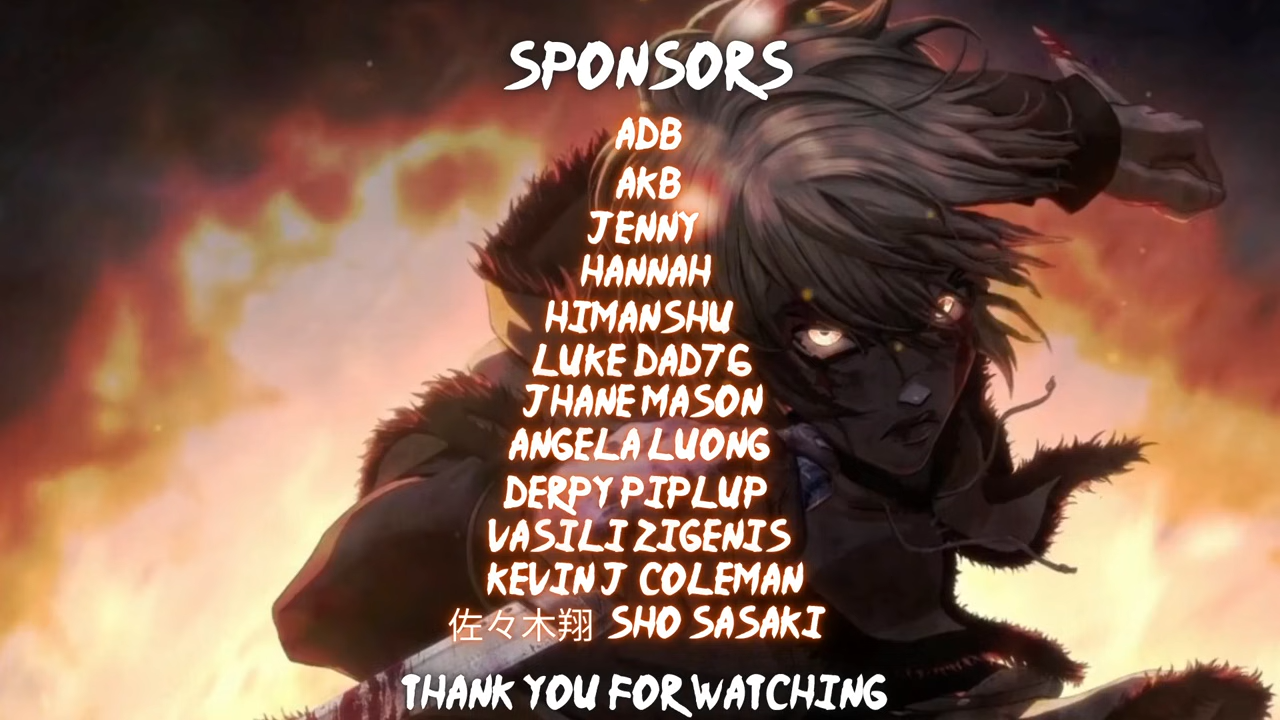 SPONSORS
ADB
AKB
JENNY
HANNAH
HIMANSHU
LUKE DAD76
JHANE MASON
ANGELA LUONG
DERPY PIPLUP
VASILI ZIGENIS
KEVIN J COLEMAN
佐々木翔 SHO SASAKI
THANK YOU FOR WATCHING